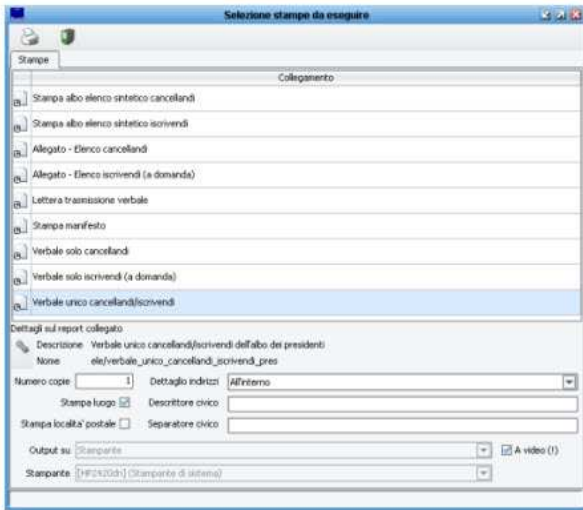 Selezione stampe da eseguire
Stampe
Collegamento
Stampa albo elenco sintetico cancellandi
Stampa albo elenco sintetico iscrivendi
Allegato - Elenco cancellandi
Allegato - Elenco iscrivendi (a domanda)
Lettera trasmissione verbale
Stampa manifesto
Verbale solo cancellandi
Verbale solo iscrivendi (a domanda)
Verbale unico cancellandi/iscrivendi
Dettagli sul report collegato
Descrizione Verbale unico cancellandi/iscrivendi dell'albo dei presidenti
Nome ele/verbale_unico_cancellandi_iscrivendi_pres
Numero copie 1 Dettaglio indirizzi All'interno
Stampa luogo Descrittore civico
Stampa localita' postale Separatore civico
Output su Stampante A video (!)
Stampante [HP2420dn] (Stampante di sistema)